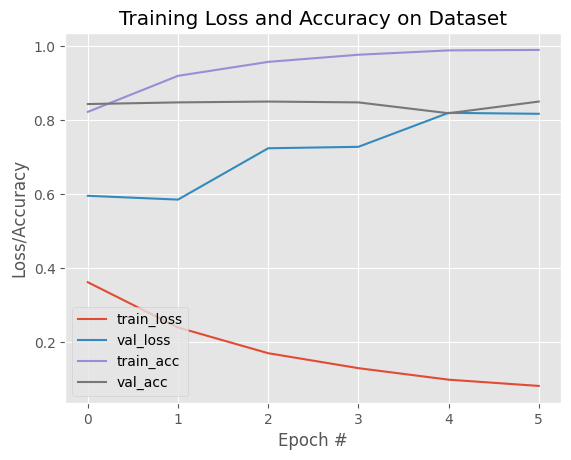 Training Loss and Accuracy on Dataset
1.0
0.8
0.6
0.4
0.2
Loss/Accuracy
train_loss
val_loss
train_acc
val_acc
0 1 2 3 4 5
Epoch #